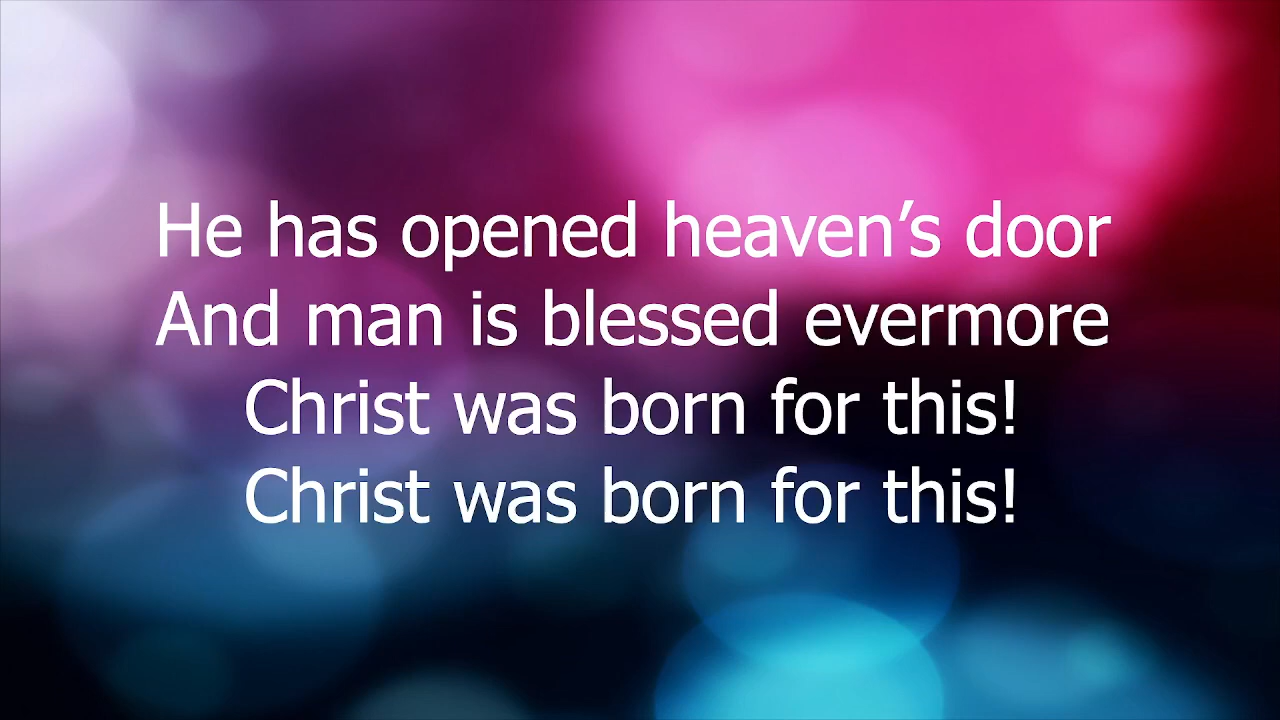 He has opened heaven’s door
And man is blessed evermore
Christ was born for this!
Christ was born for this!